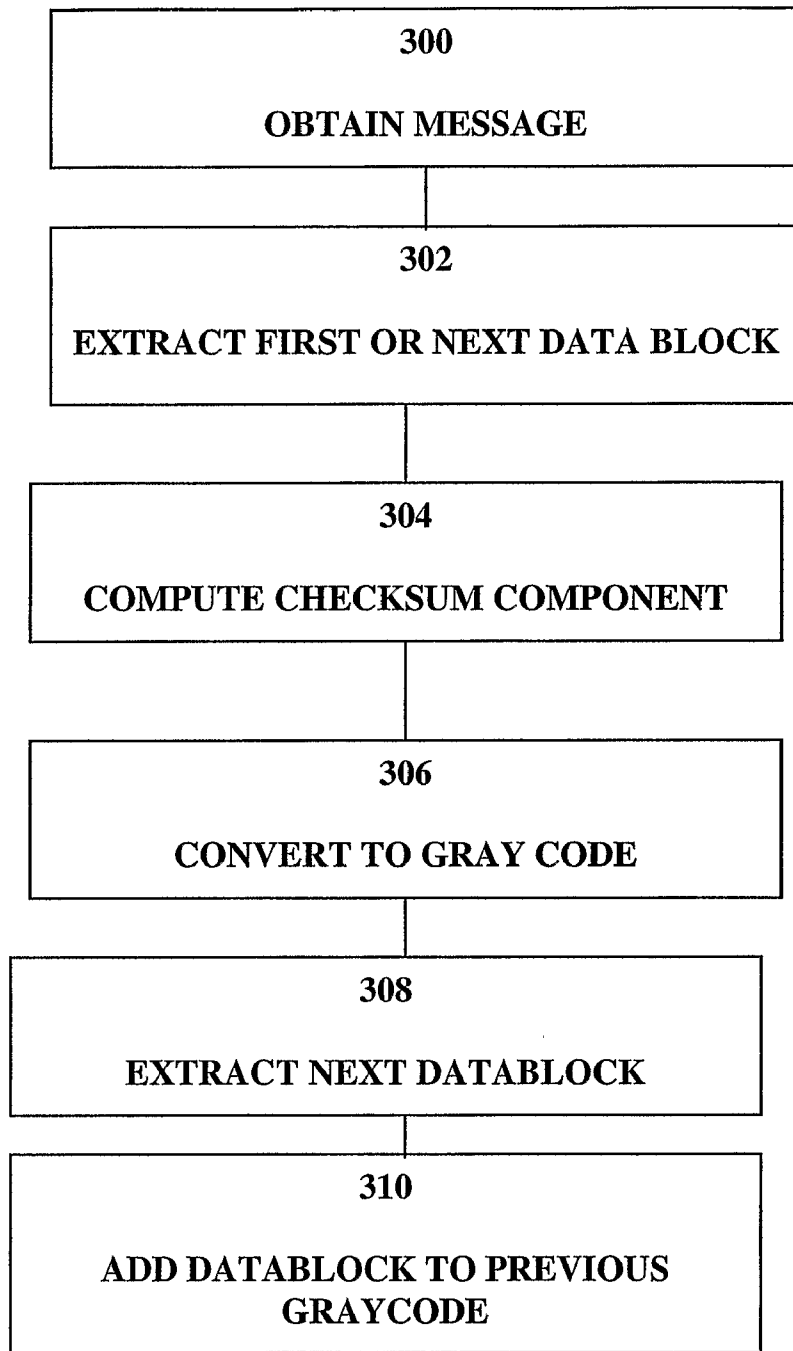 300
OBTAIN MESSAGE
302
EXTRACT FIRST OR NEXT DATA BLOCK
304
COMPUTE CHECKSUM COMPONENT
306
CONVERT TO GRAY CODE
308
EXTRACT NEXT DATABLOCK
310
ADD DATABLOCK TO PREVIOUS
GRAYCODE